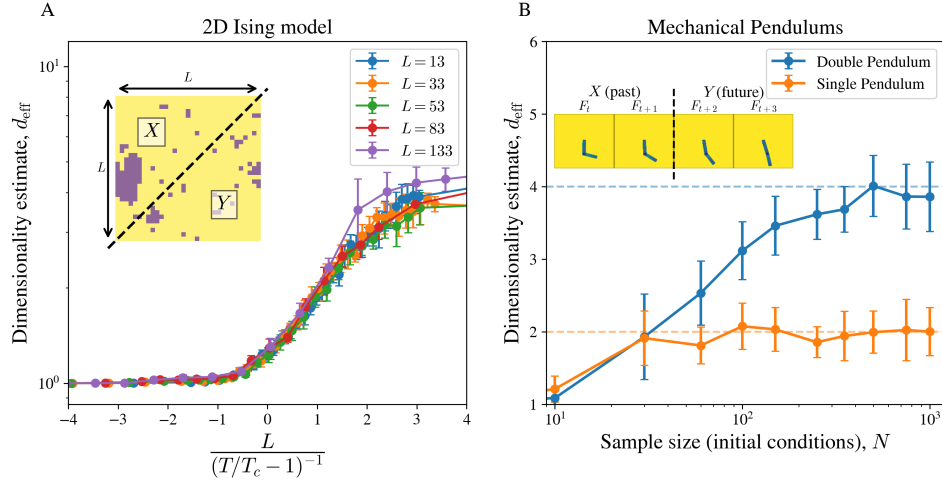 A
2D Ising model
Dimensionality estimate, d_eff
10^1
10^0
L
L
X
Y
L = 13
L = 33
L = 53
L = 83
L = 133
−4 −3 −2 −1 0 1 2 3 4
L
(T/T_c − 1)^{−1}
B
Mechanical Pendulums
Dimensionality estimate, d_eff
6
5
4
3
2
1
Double Pendulum
Single Pendulum
X (past) Y (future)
F_t F_{t+1} F_{t+2} F_{t+3}
10^1 10^2 10^3
Sample size (initial conditions), N